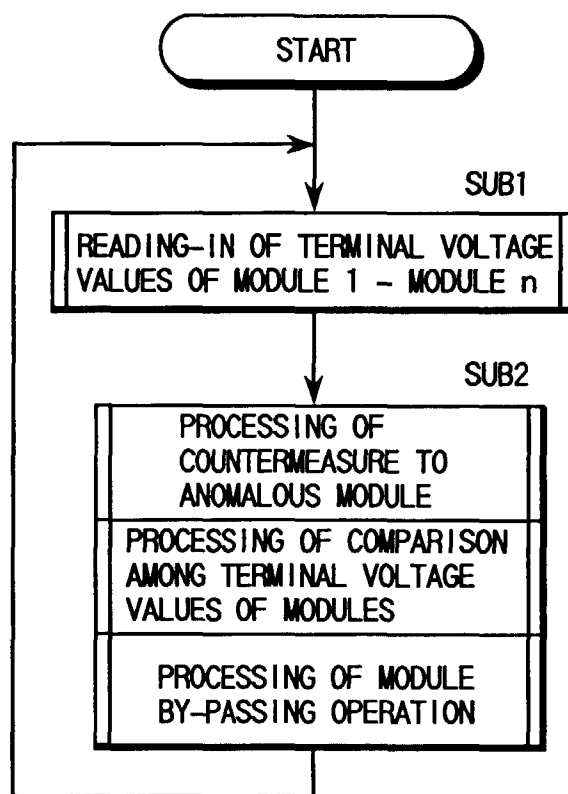 START
SUB1
READING-IN OF TERMINAL VOLTAGE
VALUES OF MODULE 1 - MODULE n
SUB2
PROCESSING OF
COUNTERMEASURE TO
ANOMALOUS MODULE
PROCESSING OF COMPARISON
AMONG TERMINAL VOLTAGE
VALUES OF MODULES
PROCESSING OF MODULE
BY-PASSING OPERATION